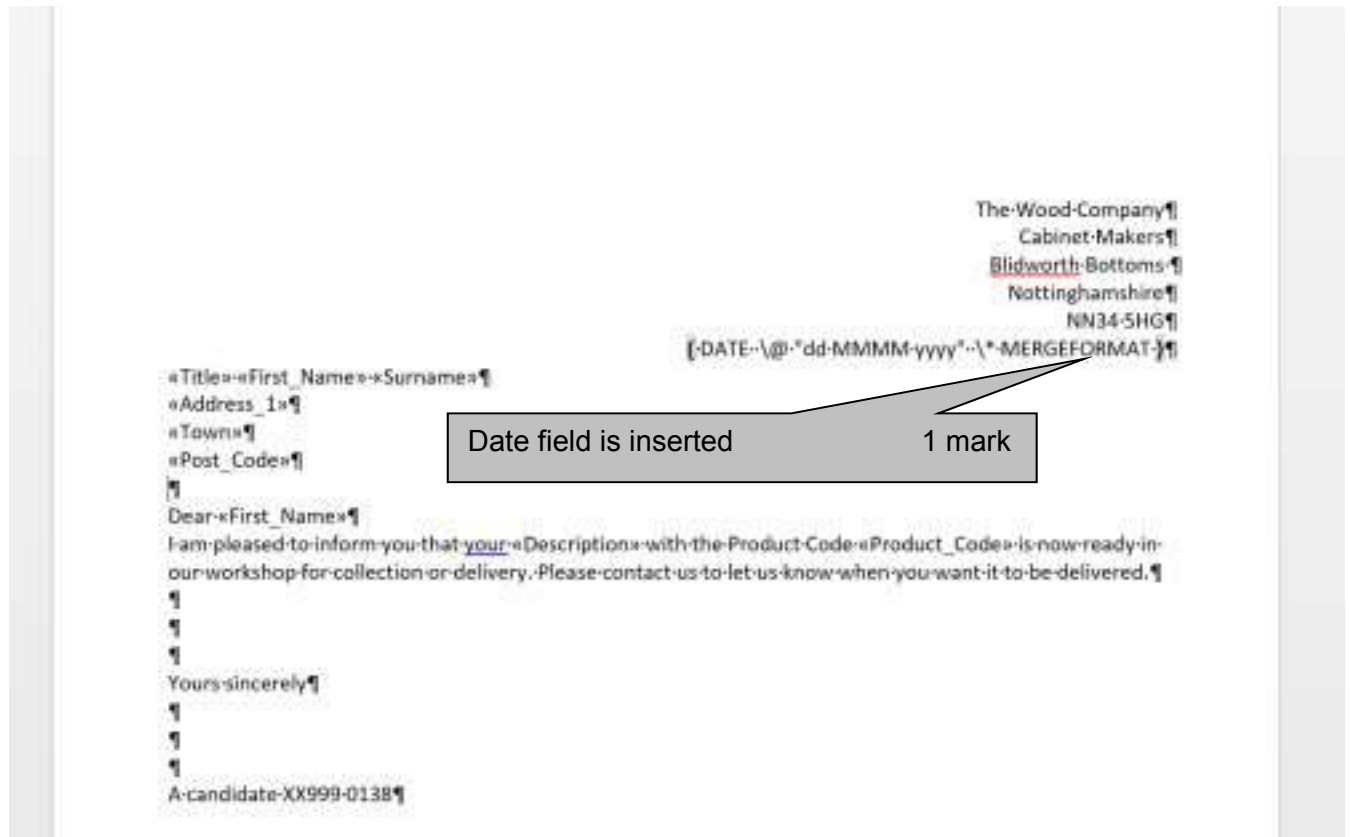 The·Wood·Company¶
Cabinet·Makers¶
Blidworth·Bottoms·¶
Nottinghamshire¶
NN34·5HG¶
{·DATE··\@·"dd·MMMM·yyyy"··\*·MERGEFORMAT·}¶
«Title»·«First_Name»·«Surname»¶
«Address_1»¶
«Town»¶
«Post_Code»¶
¶
Date field is inserted 1 mark
Dear·«First_Name»¶
I·am·pleased·to·inform·you·that·your·«Description»·with·the·Product·Code·«Product_Code»·is·now·ready·in·
our·workshop·for·collection·or·delivery.·Please·contact·us·to·let·us·know·when·you·want·it·to·be·delivered.¶
¶
¶
¶
Yours·sincerely¶
¶
¶
¶
A·candidate·XX999·0138¶